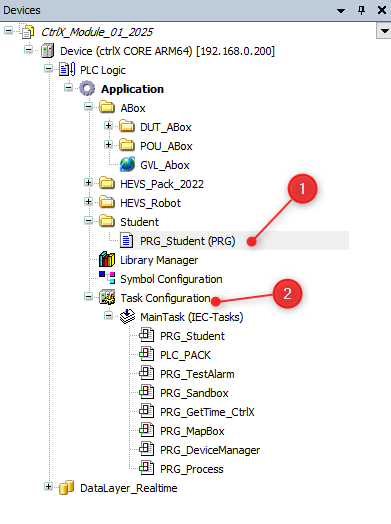 Devices
CtrlX_Module_01_2025
Device (ctrlX CORE ARM64) [192.168.0.200]
PLC Logic
Application
ABox
DUT_ABox
POU_ABox
GVL_Abox
HEVS_Pack_2022
1
HEVS_Robot
Student
PRG_Student (PRG)
Library Manager
Symbol Configuration
2
Task Configuration
MainTask (IEC-Tasks)
PRG_Student
PLC_PACK
PRG_TestAlarm
PRG_Sandbox
PRG_GetTime_CtrlX
PRG_MapBox
PRG_DeviceManager
PRG_Process
DataLayer_Realtime